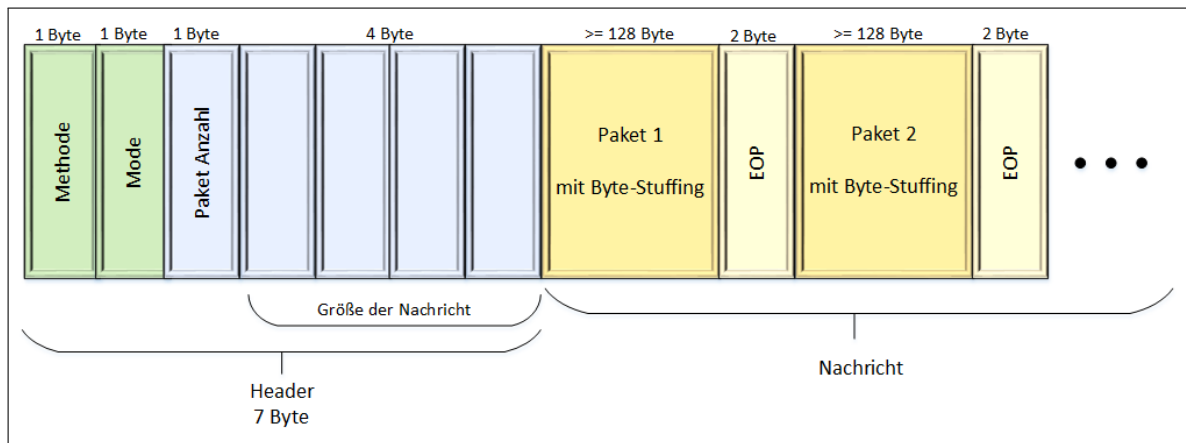 1 Byte 1 Byte 1 Byte 4 Byte >= 128 Byte 2 Byte >= 128 Byte 2 Byte
Methode
Mode
Paket Anzahl
Paket 1
mit Byte-Stuffing
EOP
Paket 2
mit Byte-Stuffing
EOP
Größe der Nachricht
Header
7 Byte
Nachricht